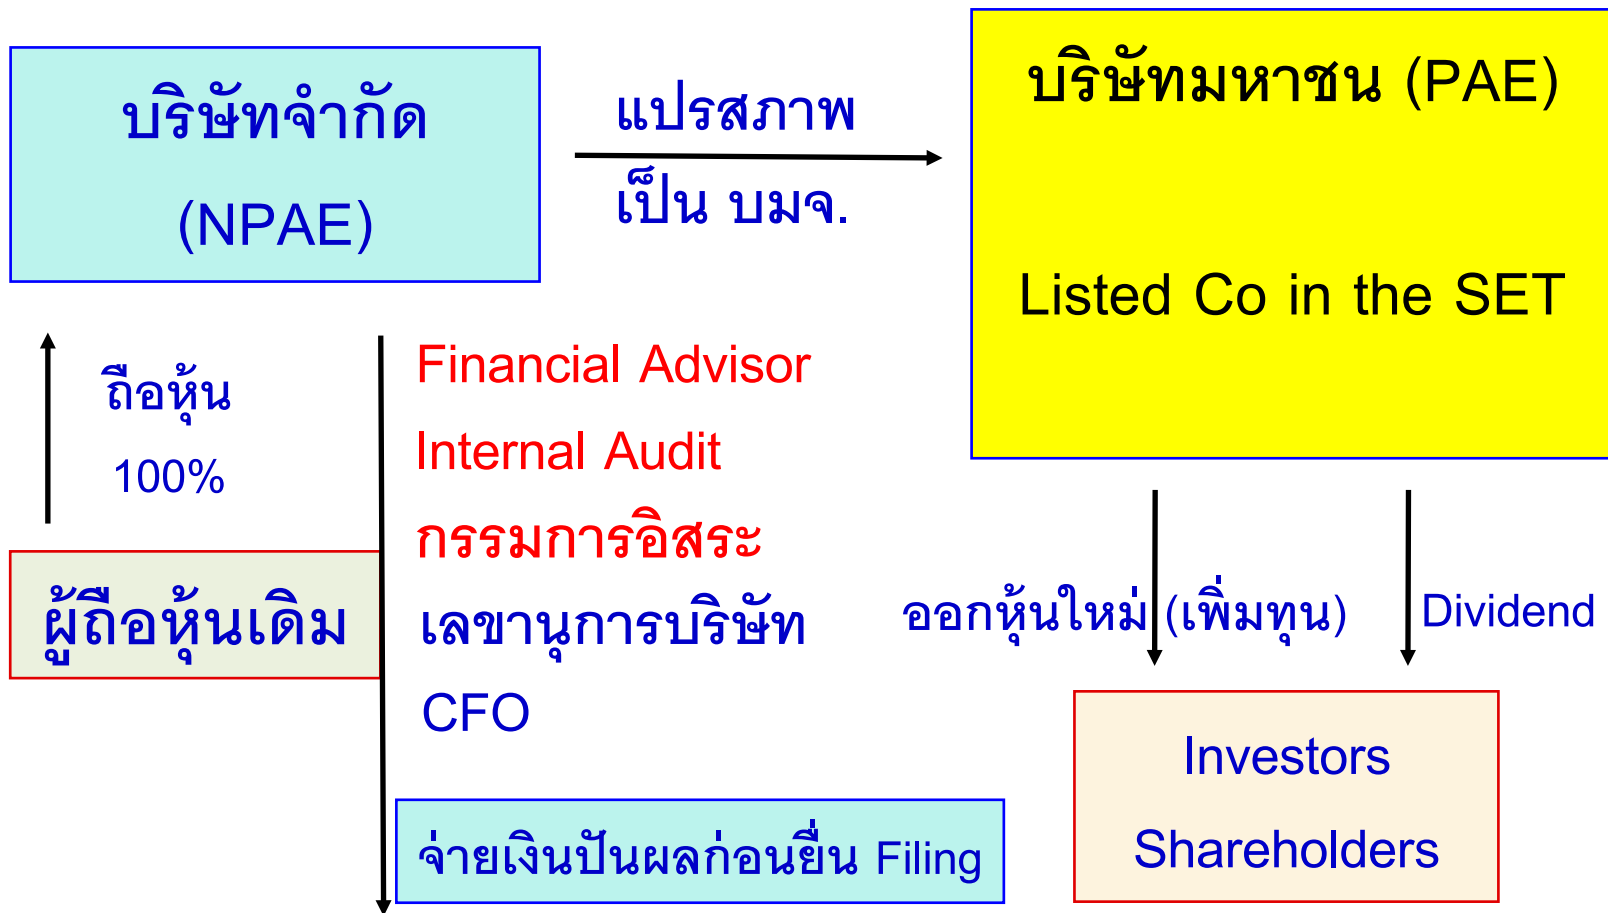 บริษัทจำกัด
(NPAE)
แปรสภาพ
เป็น บมจ.
บริษัทมหาชน (PAE)
Listed Co in the SET
ถือหุ้น
100%
ผู้ถือหุ้นเดิม
Financial Advisor
Internal Audit
กรรมการอิสระ
เลขานุการบริษัท
CFO
จ่ายเงินปันผลก่อนยื่น Filing
ออกหุ้นใหม่ (เพิ่มทุน)
Dividend
Investors
Shareholders